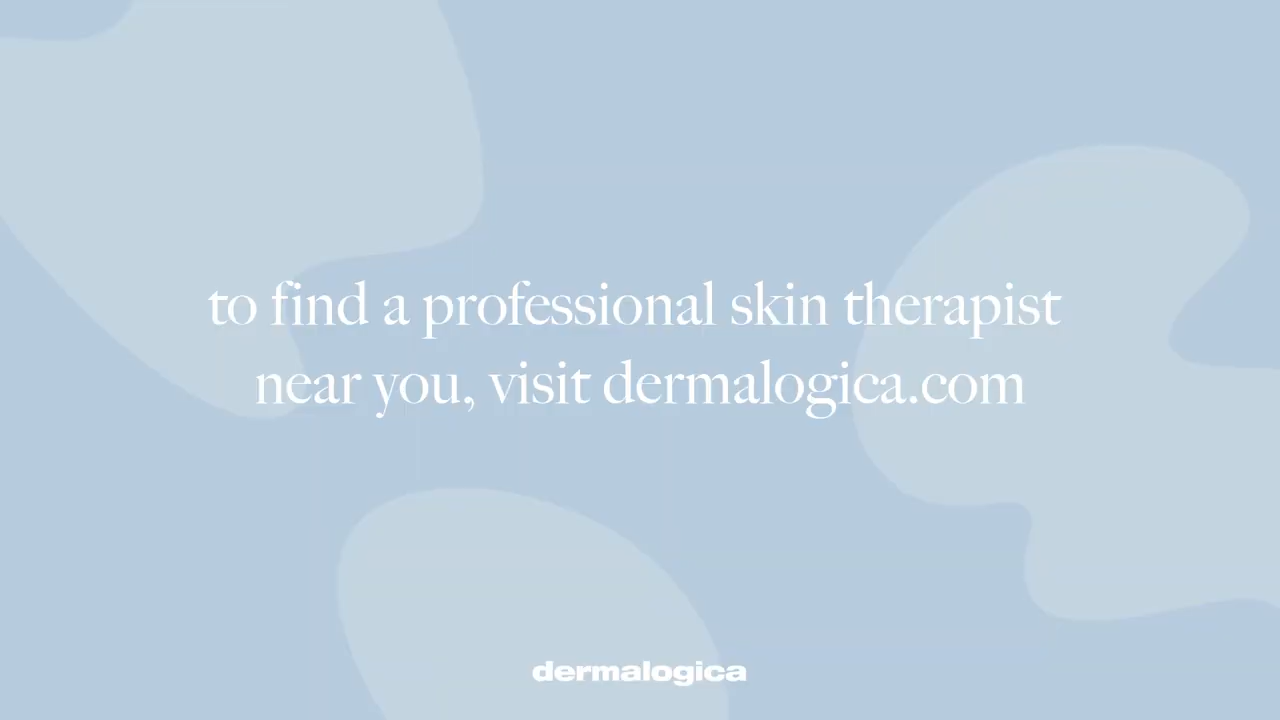 to find a professional skin therapist
near you, visit dermalogica.com
dermalogica